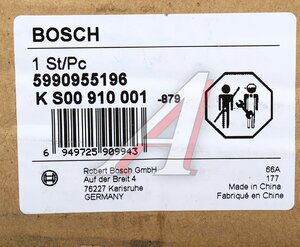 BOSCH
1 St/Pc
5990955196
K S00 910 001 -879
6 949725 909943
Robert Bosch GmbH
Auf der Breit 4
76227 Karlsruhe
GERMANY
66A
177
Made in China
Fabriqué en Chine